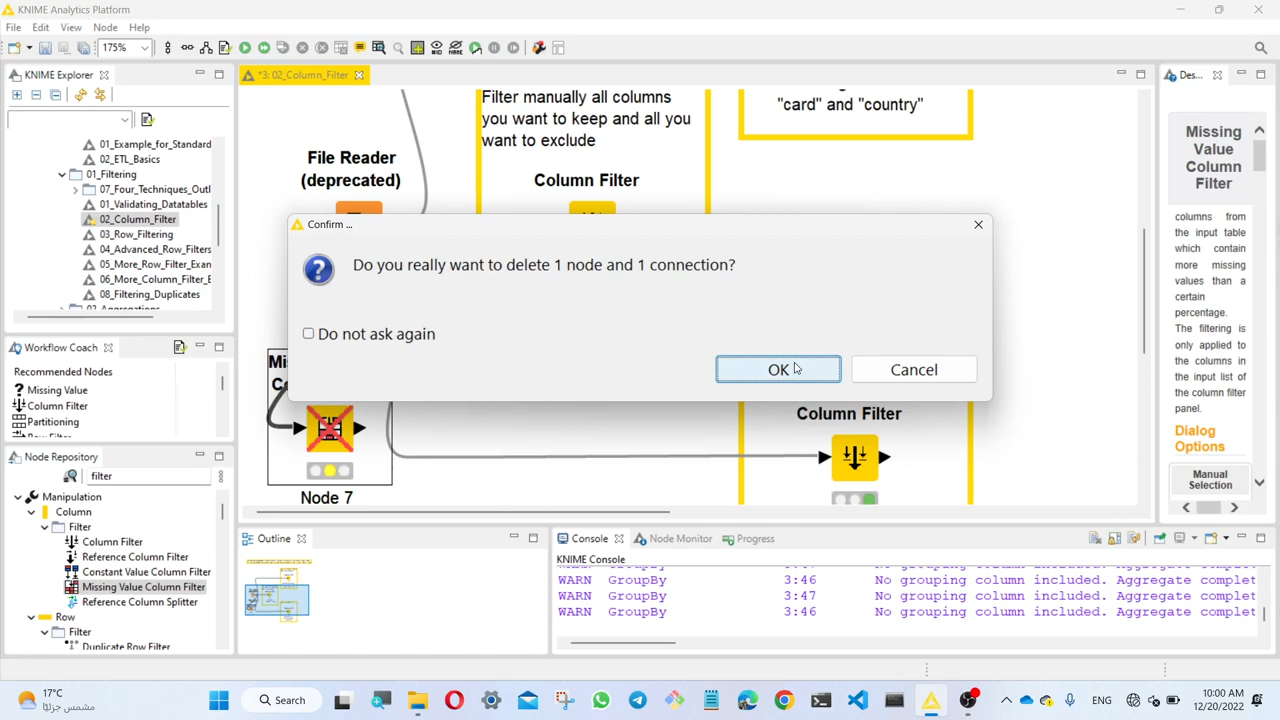 KNIME Analytics Platform
File Edit View Node Help
175%
KNIME Explorer
*3: 02_Column_Filter
Des...
01_Example_for_Standard
02_ETL_Basics
01_Filtering
07_Four_Techniques_Outl
01_Validating_Datatables
02_Column_Filter
03_Row_Filtering
04_Advanced_Row_Filters
05_More_Row_Filter_Exan
06_More_Column_Filter_E
08_Filtering_Duplicates
Filter manually all columns
you want to keep and all you
want to exclude
"card" and "country"
File Reader
(deprecated)
Column Filter
Confirm ...
Do you really want to delete 1 node and 1 connection?
Do not ask again
OK Cancel
Column Filter
Node 7
Missing
Value
Column
Filter
columns from
the input table
which contain
more missing
values than a
certain
percentage.
The filtering is
only applied to
the columns in
the input list of
the column filter
panel.
Dialog
Options
Manual
Selection
Workflow Coach
Recommended Nodes
Missing Value
Column Filter
Partitioning
Node Repository
filter
Manipulation
Column
Filter
Column Filter
Reference Column Filter
Constant Value Column Filter
Missing Value Column Filter
Reference Column Splitter
Row
Filter
Duplicate Row Filter
Outline
Console Node Monitor Progress
KNIME Console
WARN GroupBy 3:46 No grouping column included. Aggregate complet
WARN GroupBy 3:47 No grouping column included. Aggregate complet
WARN GroupBy 3:46 No grouping column included. Aggregate complet
17°C
مشمس جزئيًا
Search
ENG
10:00 AM
12/20/2022